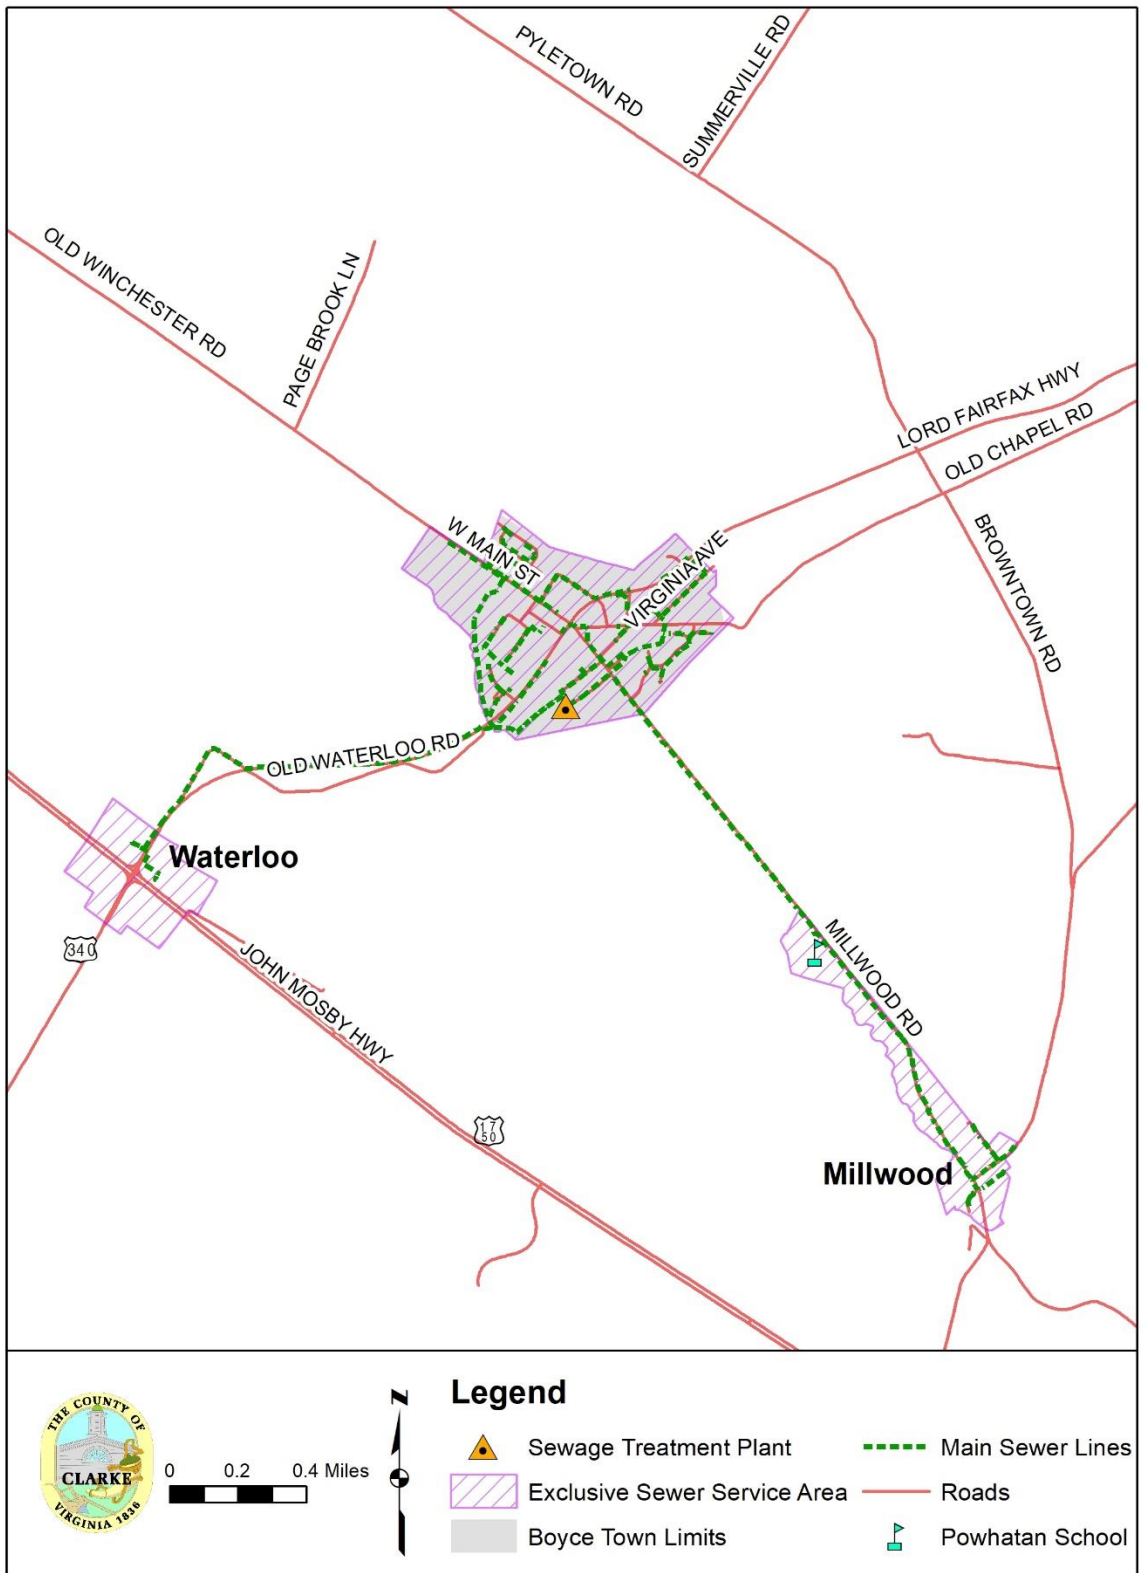 PYLETOWN RD
SUMMERVILLE RD
OLD WINCHESTER RD
PAGE BROOK LN
LORD FAIRFAX HWY
OLD CHAPEL RD
W MAIN ST
VIRGINIA AVE
BROWNTOWN RD
OLD WATERLOO RD
Waterloo
340
JOHN MOSBY HWY
MILLWOOD RD
17
50
Millwood
THE COUNTY OF
CLARKE
VIRGINIA 1836
0 0.2 0.4 Miles
N
Legend
Sewage Treatment Plant
Main Sewer Lines
Exclusive Sewer Service Area
Roads
Boyce Town Limits
Powhatan School